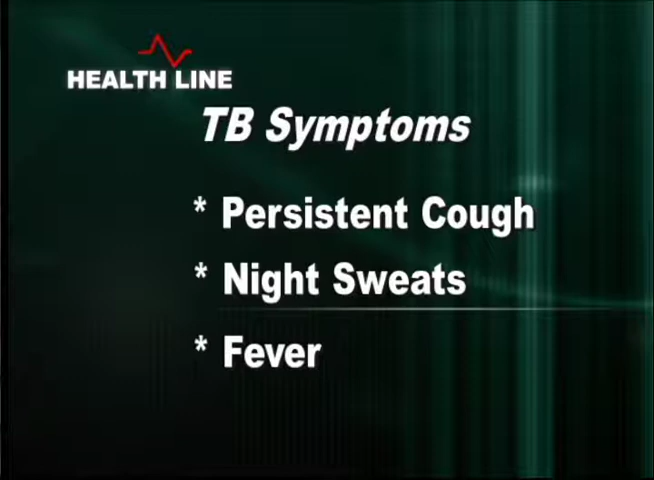 HEALTH LINE
TB Symptoms
* Persistent Cough
* Night Sweats
* Fever